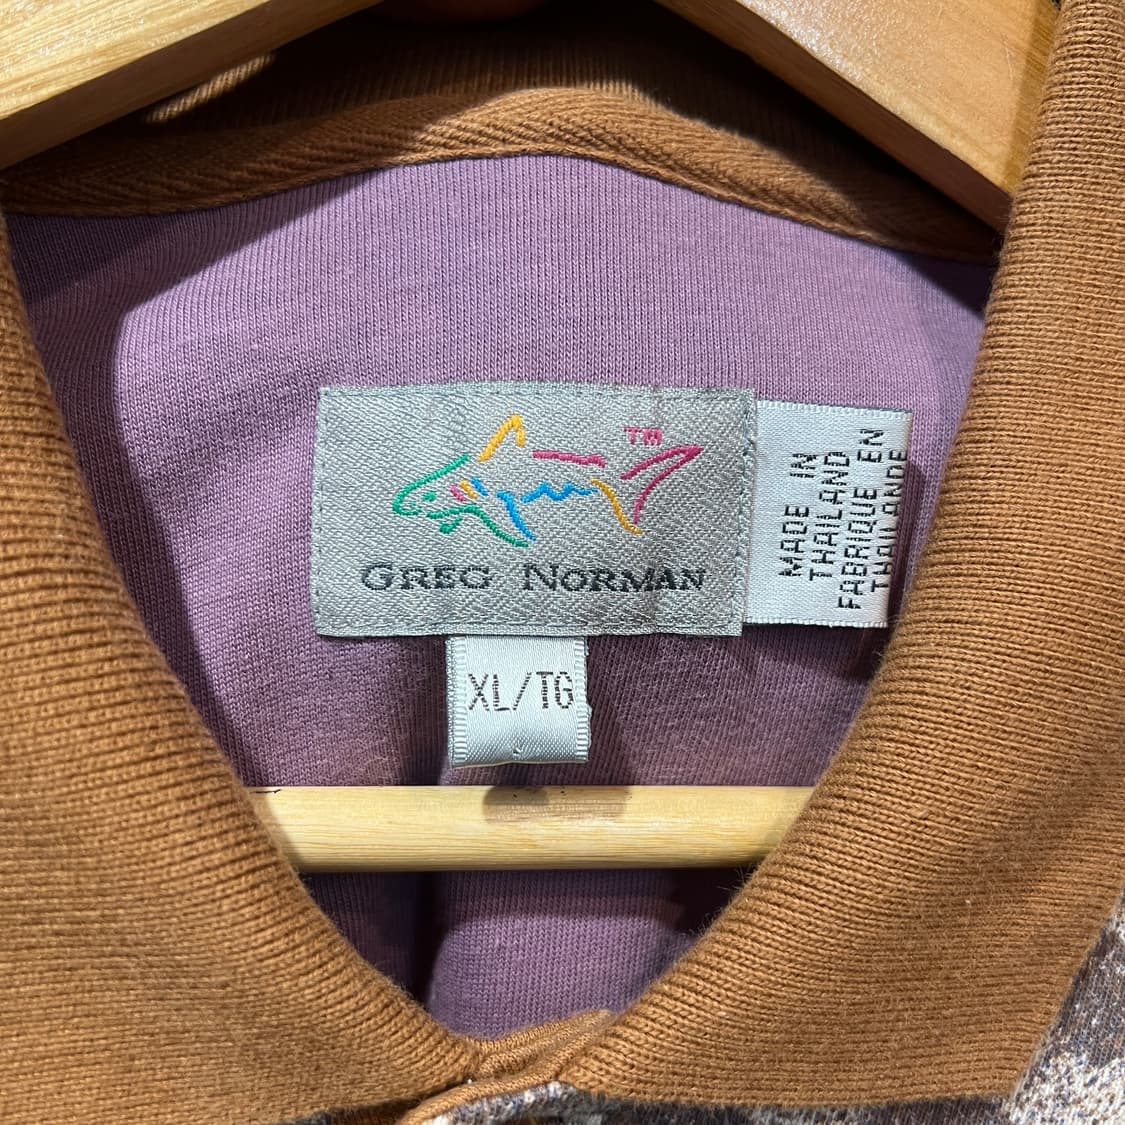 TM
GREG NORMAN
XL/TG
MADE IN
THAILAND
FABRIQUE EN
THAILANDE